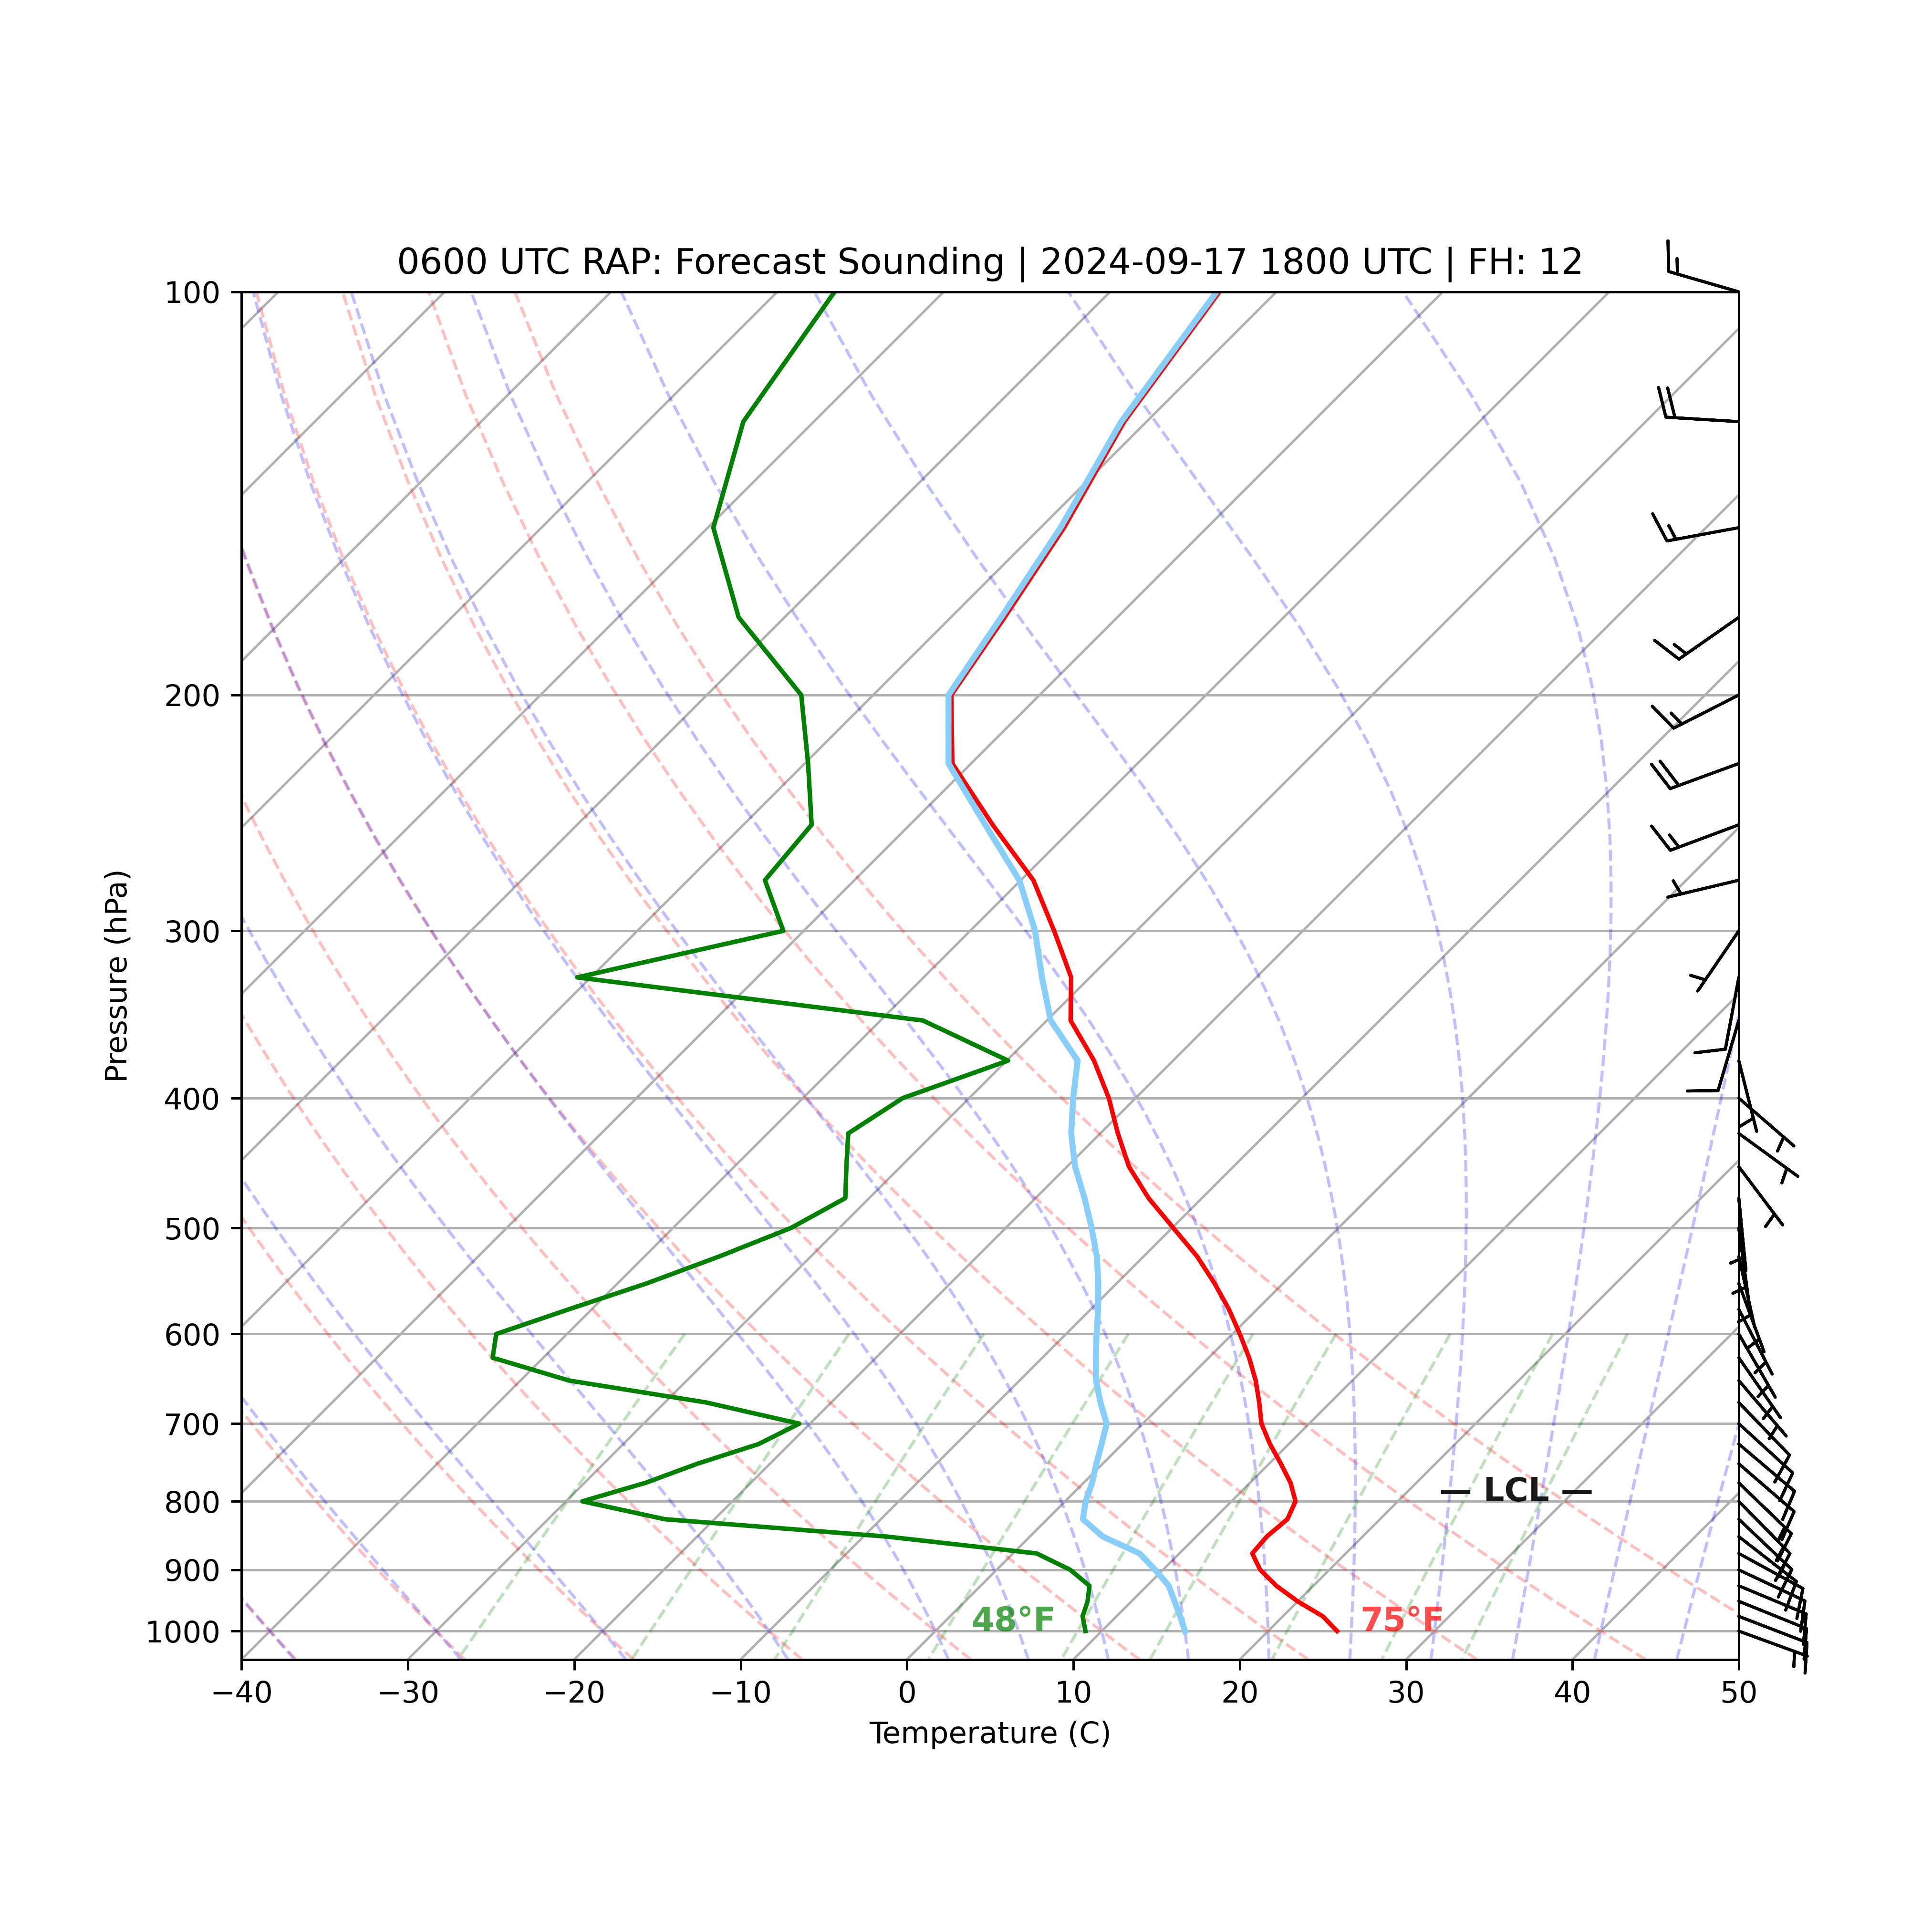 0600 UTC RAP: Forecast Sounding | 2024-09-17 1800 UTC | FH: 12
100
200
300
400
500
600
700
800
900
1000
Pressure (hPa)
— LCL —
48°F
75°F
−40 −30 −20 −10 0 10 20 30 40 50
Temperature (C)